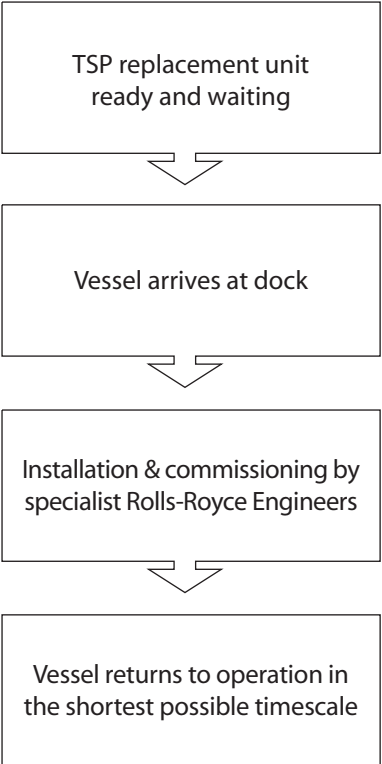 TSP replacement unit
ready and waiting
Vessel arrives at dock
Installation & commissioning by
specialist Rolls-Royce Engineers
Vessel returns to operation in
the shortest possible timescale